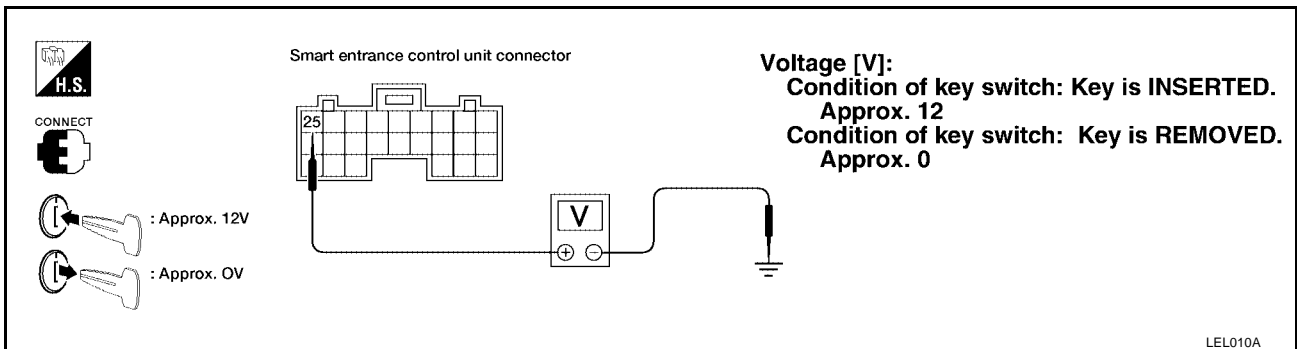 H.S.
CONNECT
: Approx. 12V
: Approx. OV
Smart entrance control unit connector
25
V
+ −
Voltage [V]:
Condition of key switch: Key is INSERTED.
Approx. 12
Condition of key switch: Key is REMOVED.
Approx. 0
LEL010A